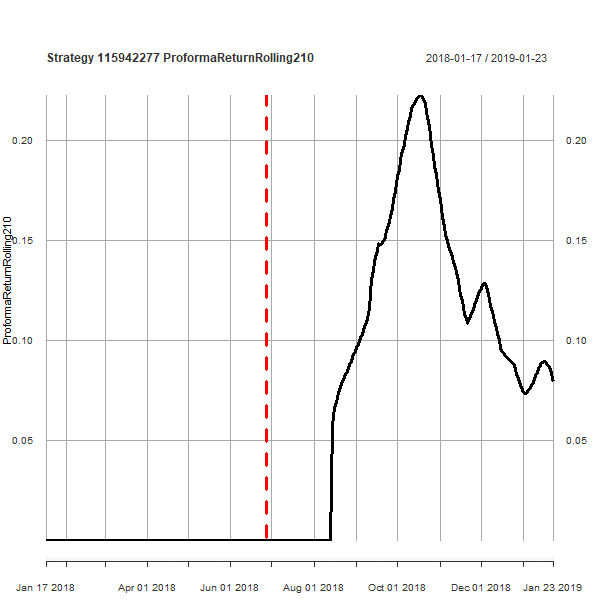 Strategy 115942277 ProformaReturnRolling210
2018-01-17 / 2019-01-23
ProformaReturnRolling210
0.20
0.15
0.10
0.05
0.20
0.15
0.10
0.05
Jan 17 2018
Apr 01 2018
Jun 01 2018
Aug 01 2018
Oct 01 2018
Dec 01 2018
Jan 23 2019